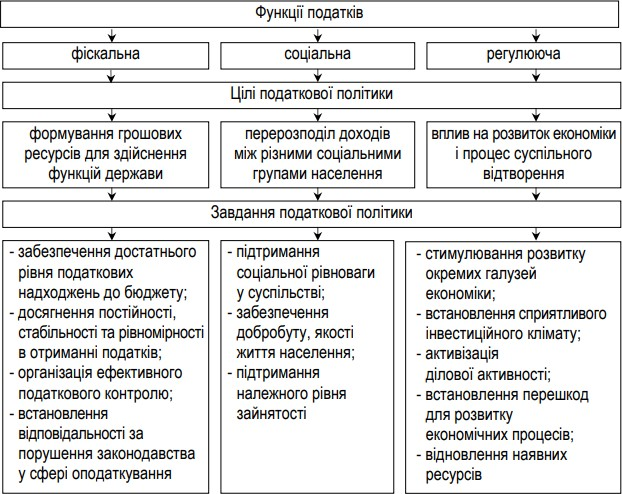 Функції податків
фіскальна
соціальна
регулююча
Цілі податкової політики
формування грошових
ресурсів для здійснення
функцій держави
перерозподіл доходів
між різними соціальними
групами населення
вплив на розвиток економіки
і процес суспільного
відтворення
Завдання податкової політики
- забезпечення достатнього
рівня податкових
надходжень до бюджету;
- досягнення постійності,
стабільності та рівномірності
в отриманні податків;
- організація ефективного
податкового контролю;
- встановлення
відповідальності за
порушення законодавства
у сфері оподаткування
- підтримання
соціальної рівноваги
у суспільстві;
- забезпечення
добробуту, якості
життя населення;
- підтримання
належного рівня
зайнятості
- стимулювання розвитку
окремих галузей
економіки;
- встановлення сприятливого
інвестиційного клімату;
- активізація
ділової активності;
- встановлення перешкод
для розвитку
економічних процесів;
- відновлення наявних
ресурсів